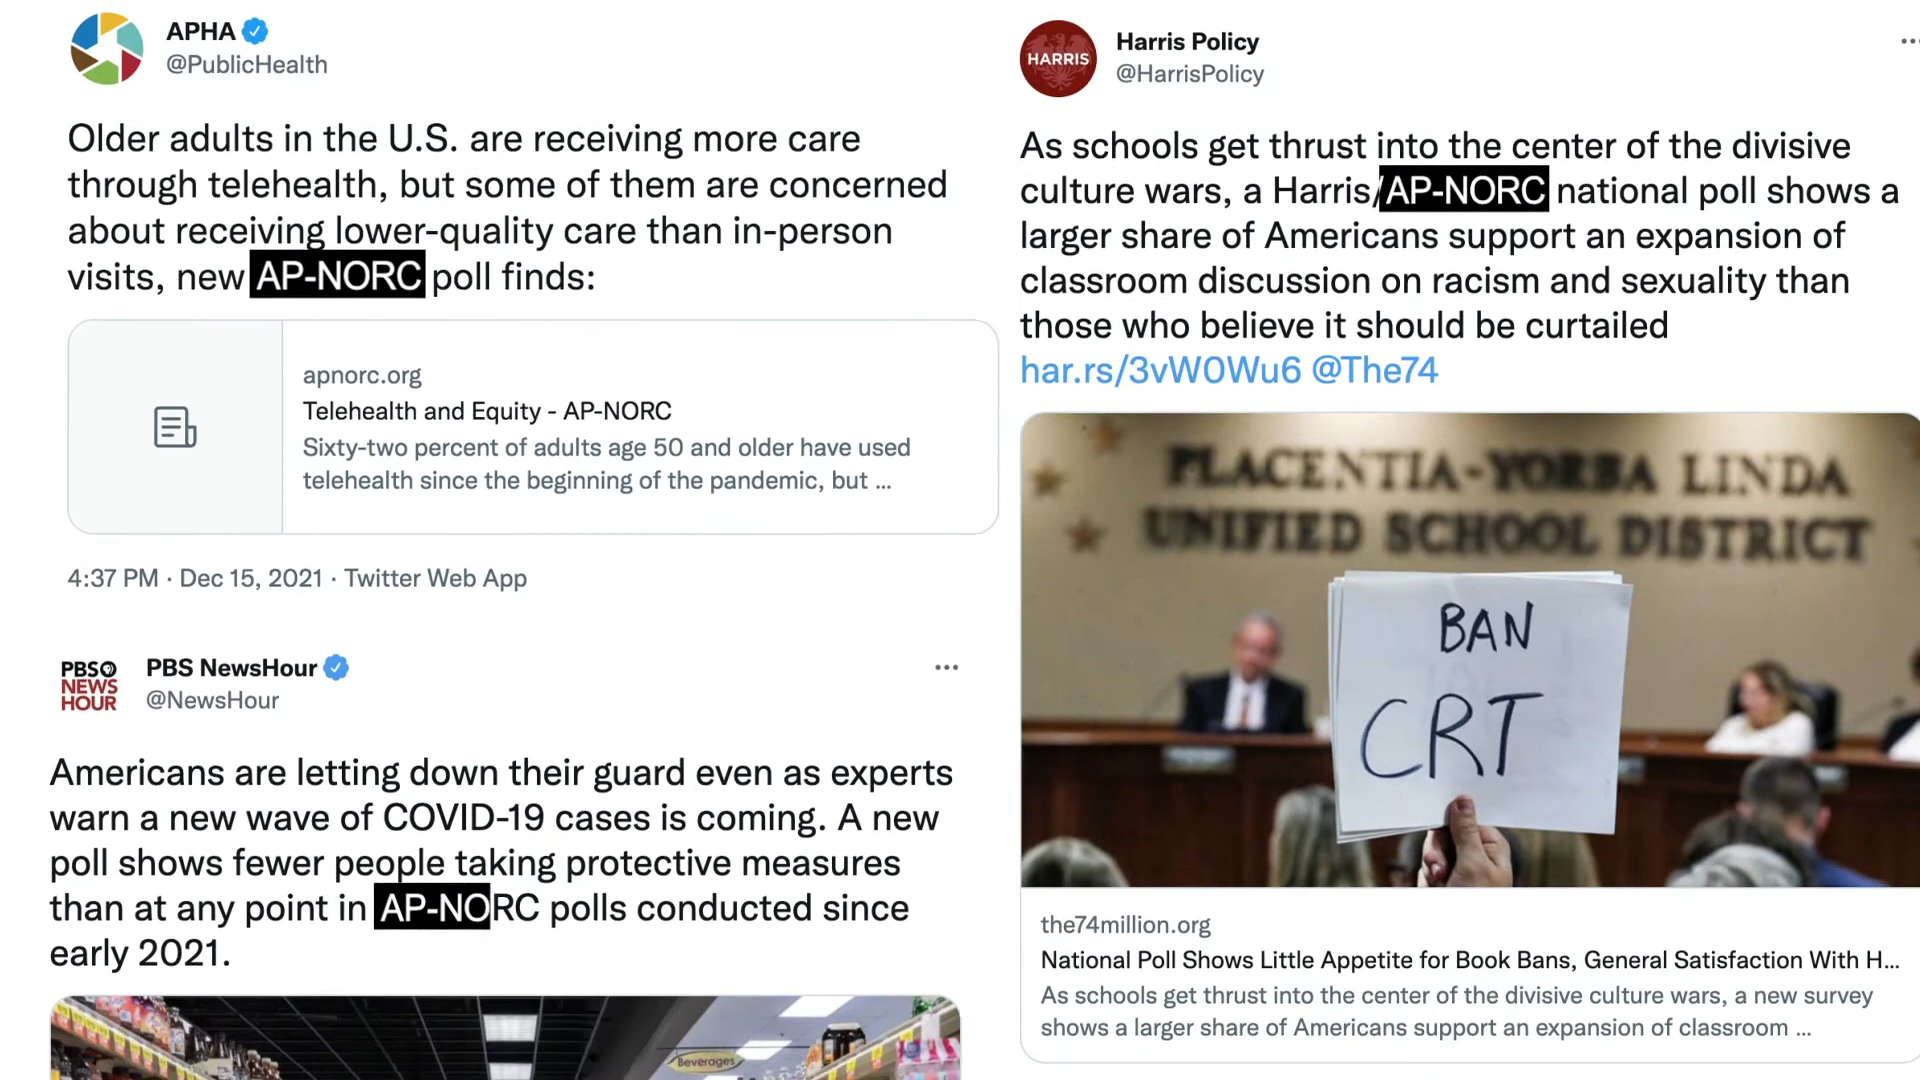 APHA
@PublicHealth
Older adults in the U.S. are receiving more care
through telehealth, but some of them are concerned
about receiving lower-quality care than in-person
visits, new AP-NORC poll finds:
apnorc.org
Telehealth and Equity - AP-NORC
Sixty-two percent of adults age 50 and older have used
telehealth since the beginning of the pandemic, but ...
4:37 PM · Dec 15, 2021 · Twitter Web App
PBS
NEWS
HOUR
PBS NewsHour
@NewsHour
Americans are letting down their guard even as experts
warn a new wave of COVID-19 cases is coming. A new
poll shows fewer people taking protective measures
than at any point in AP-NORC polls conducted since
early 2021.
Beverages
HARRIS
Harris Policy
@HarrisPolicy
As schools get thrust into the center of the divisive
culture wars, a Harris/AP-NORC national poll shows a
larger share of Americans support an expansion of
classroom discussion on racism and sexuality than
those who believe it should be curtailed
har.rs/3vW0Wu6 @The74
PLACENTIA-YORBA LINDA
UNIFIED SCHOOL DISTRICT
BAN
CRT
the74million.org
National Poll Shows Little Appetite for Book Bans, General Satisfaction With H...
As schools get thrust into the center of the divisive culture wars, a new survey
shows a larger share of Americans support an expansion of classroom ...